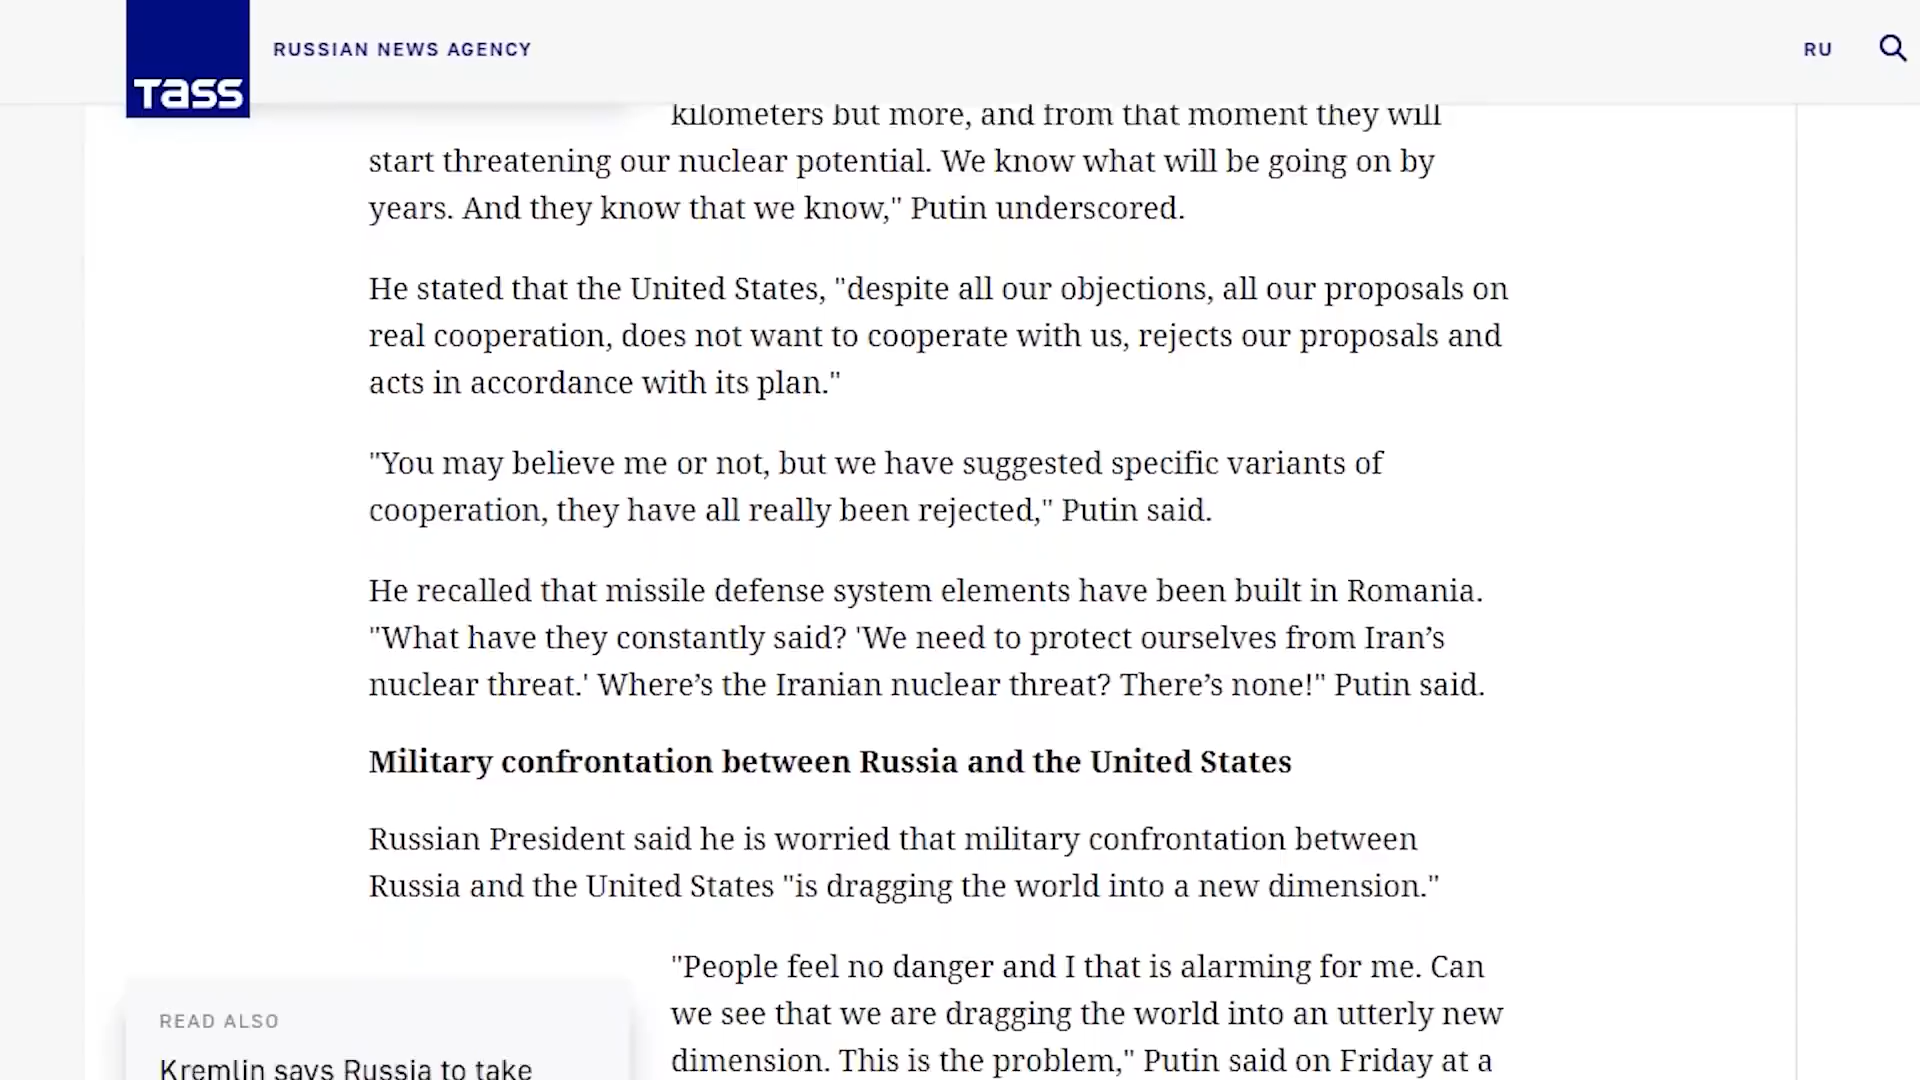 TASS
RUSSIAN NEWS AGENCY
RU
kilometers but more, and from that moment they will
start threatening our nuclear potential. We know what will be going on by
years. And they know that we know," Putin underscored.
He stated that the United States, "despite all our objections, all our proposals on
real cooperation, does not want to cooperate with us, rejects our proposals and
acts in accordance with its plan."
"You may believe me or not, but we have suggested specific variants of
cooperation, they have all really been rejected," Putin said.
He recalled that missile defense system elements have been built in Romania.
"What have they constantly said? 'We need to protect ourselves from Iran’s
nuclear threat.' Where’s the Iranian nuclear threat? There’s none!" Putin said.
Military confrontation between Russia and the United States
Russian President said he is worried that military confrontation between
Russia and the United States "is dragging the world into a new dimension."
"People feel no danger and I that is alarming for me. Can
we see that we are dragging the world into an utterly new
dimension. This is the problem," Putin said on Friday at a
READ ALSO
Kremlin says Russia to take